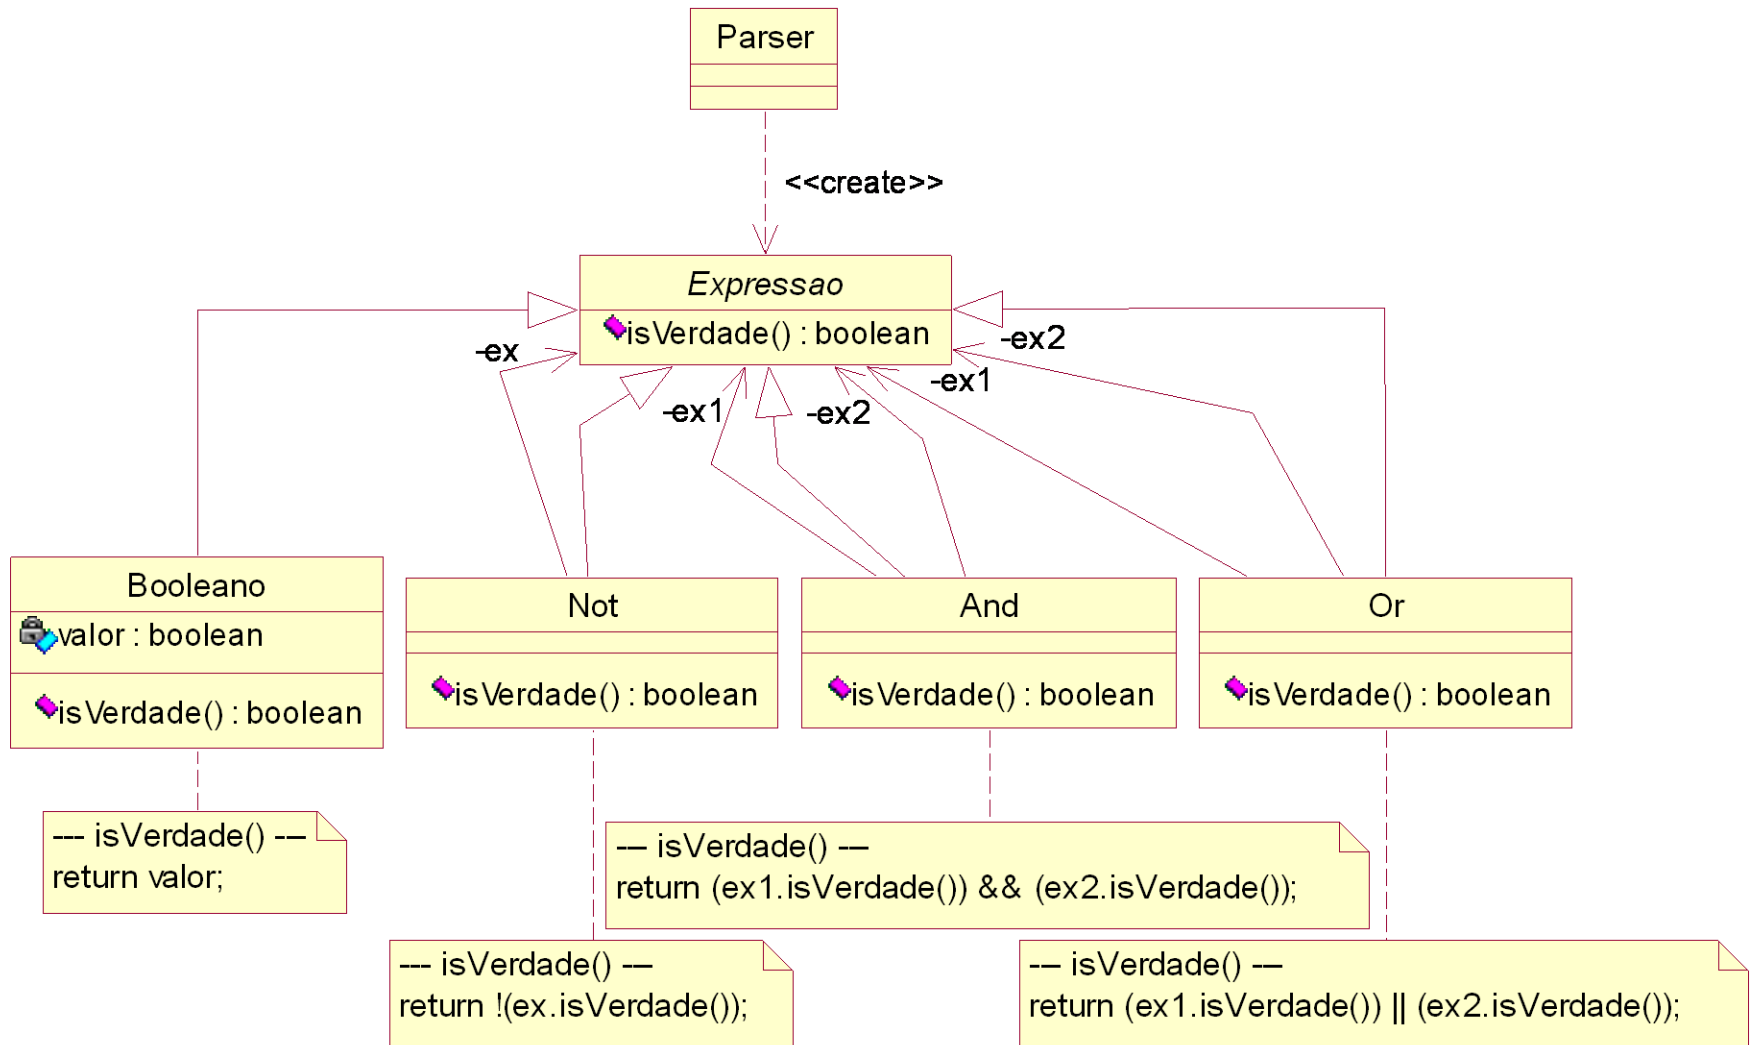 Parser
<<create>>
Expressao
isVerdade() : boolean
-ex
-ex1
-ex2
-ex1
-ex2
Booleano
valor : boolean
isVerdade() : boolean
Not
isVerdade() : boolean
And
isVerdade() : boolean
Or
isVerdade() : boolean
--- isVerdade() ---
return valor;
--- isVerdade() ---
return !(ex.isVerdade());
--- isVerdade() ---
return (ex1.isVerdade()) && (ex2.isVerdade());
--- isVerdade() ---
return (ex1.isVerdade()) || (ex2.isVerdade());